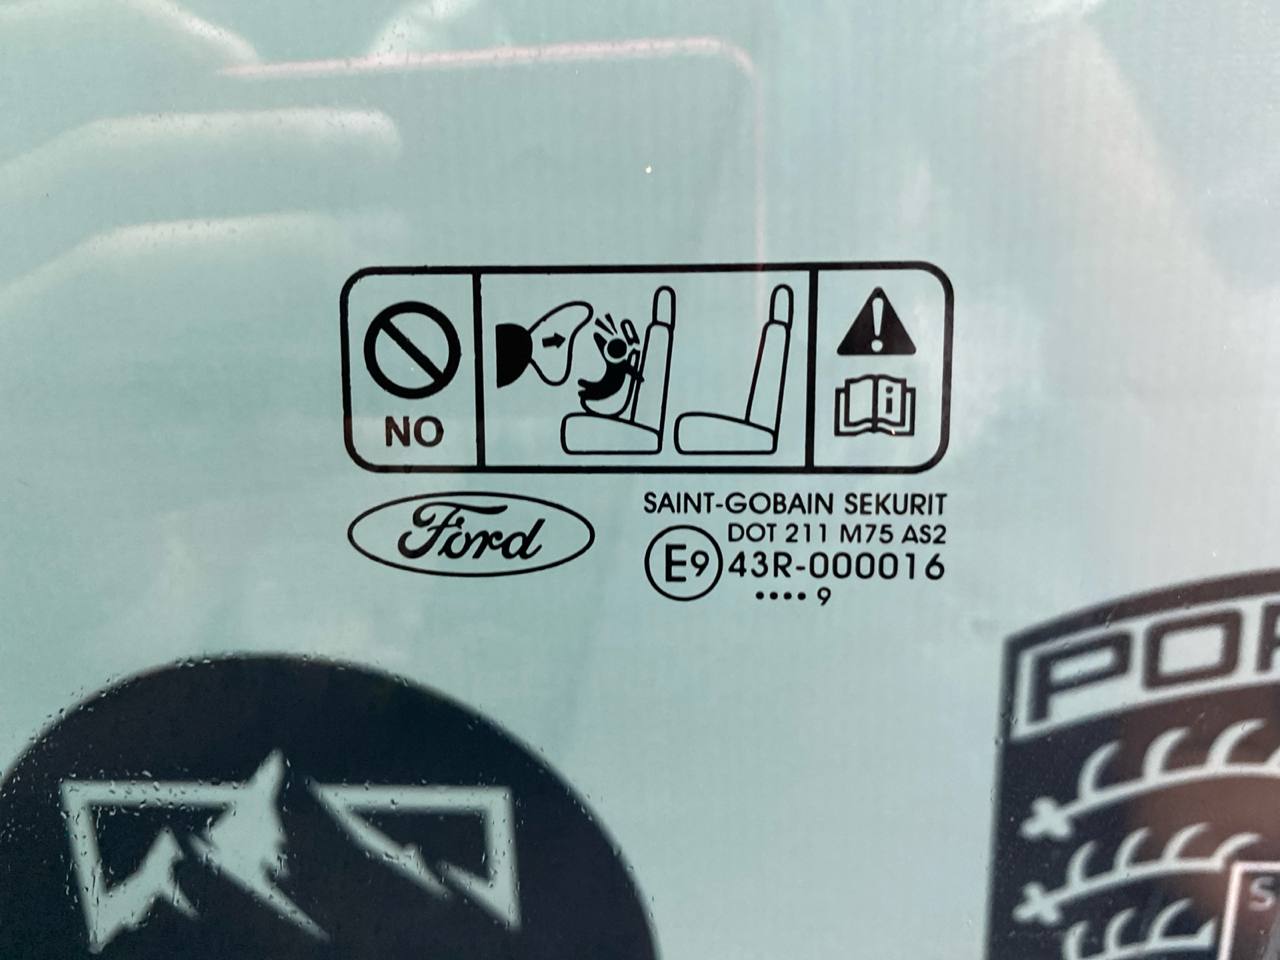 NO
i
Ford
SAINT-GOBAIN SEKURIT
DOT 211 M75 AS2
E9 43R-000016
•••• 9